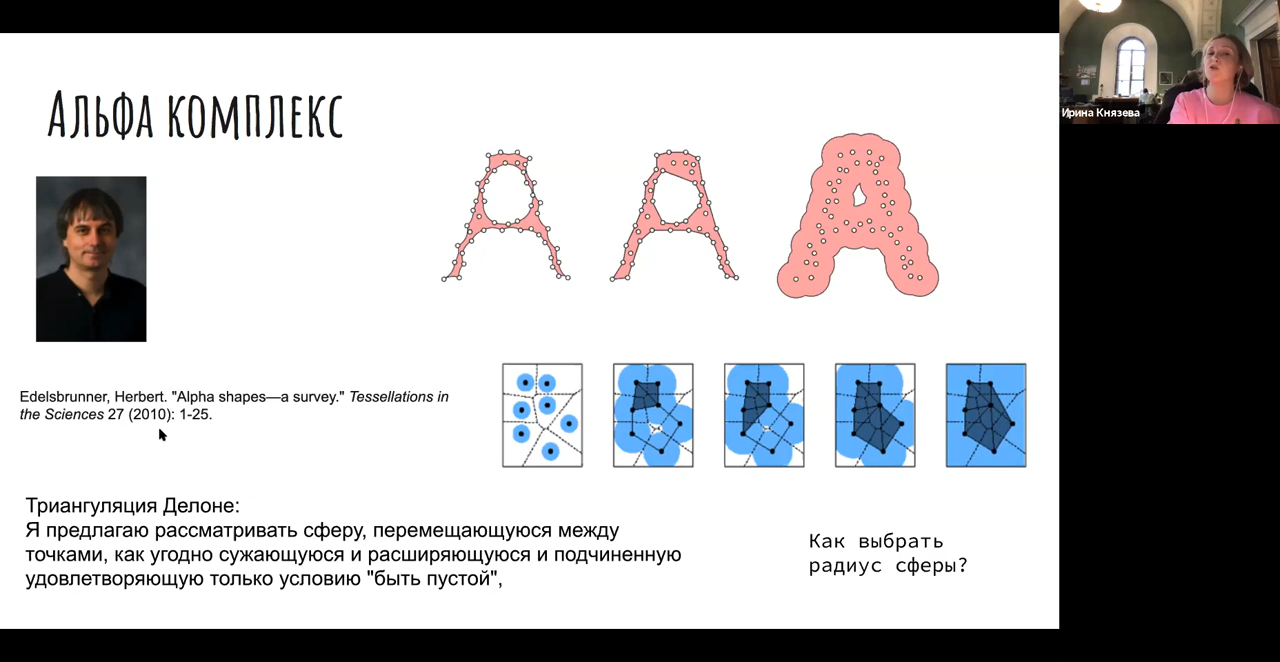 Альфа комплекс
Ирина Князева
Edelsbrunner, Herbert. "Alpha shapes—a survey." Tessellations in
the Sciences 27 (2010): 1-25.
Триангуляция Делоне:
Я предлагаю рассматривать сферу, перемещающуюся между
точками, как угодно сужающуюся и расширяющуюся и подчиненную
удовлетворяющую только условию "быть пустой",
Как выбрать
радиус сферы?